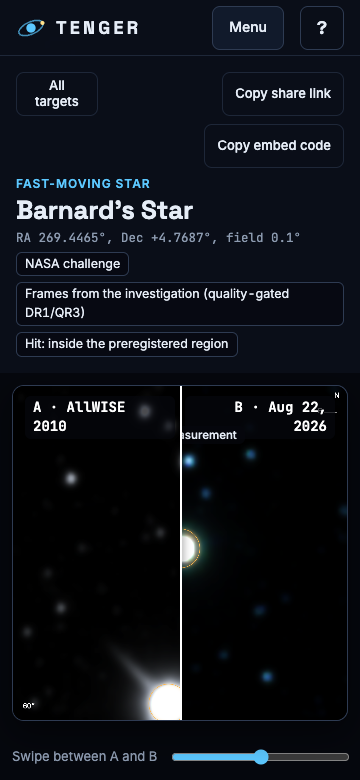 TENGER
Menu
?
All
targets
Copy share link
Copy embed code
FAST-MOVING STAR
Barnard's Star
RA 269.4465°, Dec +4.7687°, field 0.1°
NASA challenge
Frames from the investigation (quality-gated
DR1/QR3)
Hit: inside the preregistered region
A · AllWISE
2010
B · Aug 22,
2026
N
surement
60"
Swipe between A and B